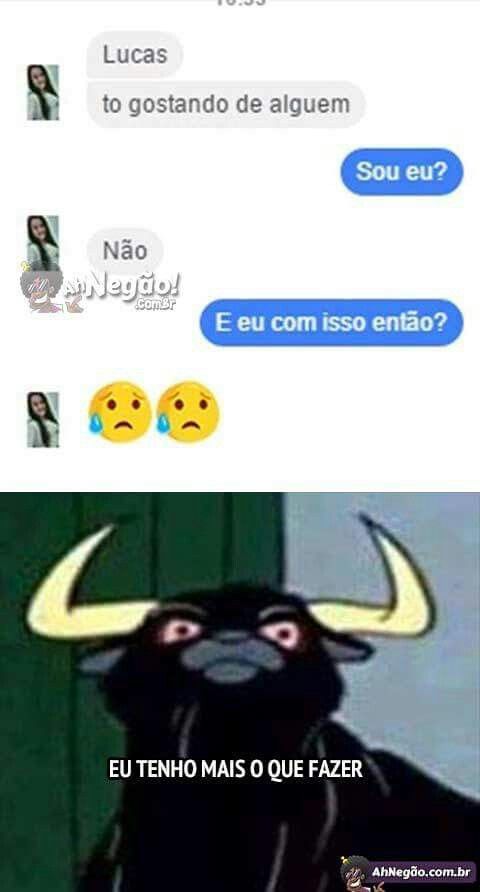 Lucas
to gostando de alguem
Sou eu?
Não
AhNegão!
.com.br
E eu com isso então?
EU TENHO MAIS O QUE FAZER
AhNegão.com.br